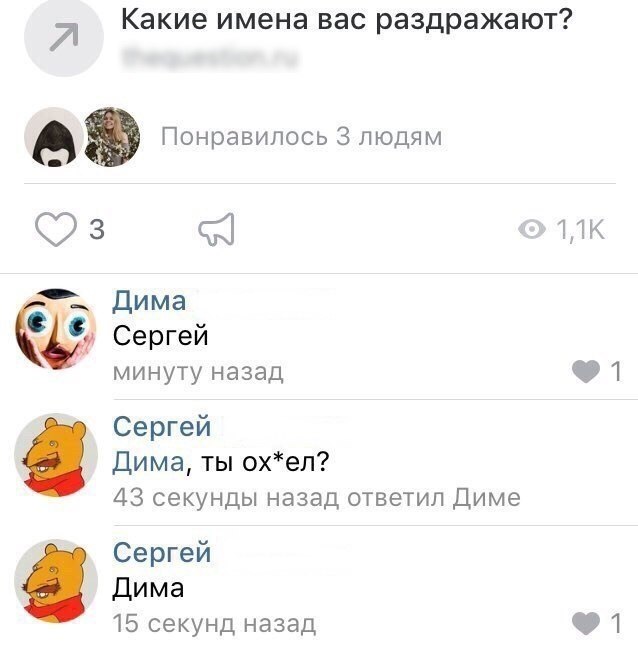 Какие имена вас раздражают?
Понравилось 3 людям
3
1,1K
Дима
Сергей
минуту назад
1
Сергей
Дима, ты ох*ел?
43 секунды назад ответил Диме
Сергей
Дима
15 секунд назад
1